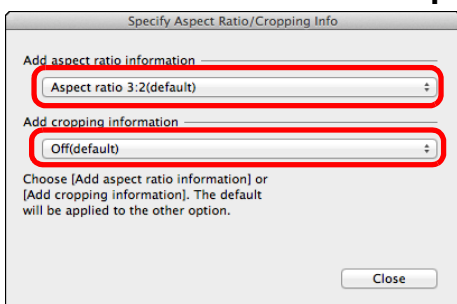 Specify Aspect Ratio/Cropping Info
Add aspect ratio information
Aspect ratio 3:2(default)
Add cropping information
Off(default)
Choose [Add aspect ratio information] or
[Add cropping information]. The default
will be applied to the other option.
Close